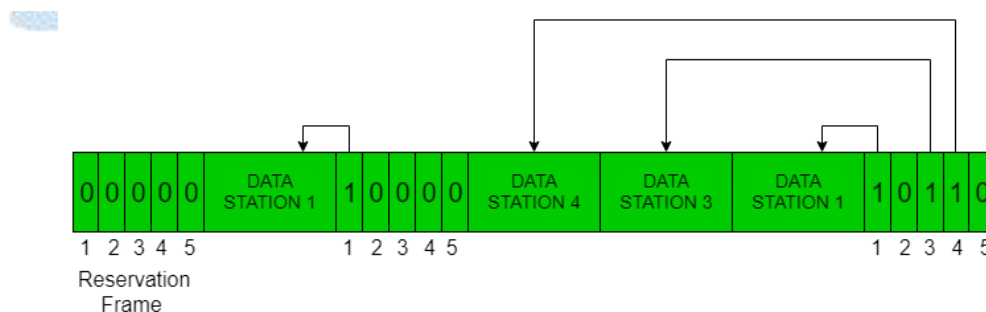 0 0 0 0 0 DATA STATION 1 1 0 0 0 0 DATA STATION 4 DATA STATION 3 DATA STATION 1 1 0 1 1 0
1 2 3 4 5 1 2 3 4 5 1 2 3 4 5
Reservation
Frame